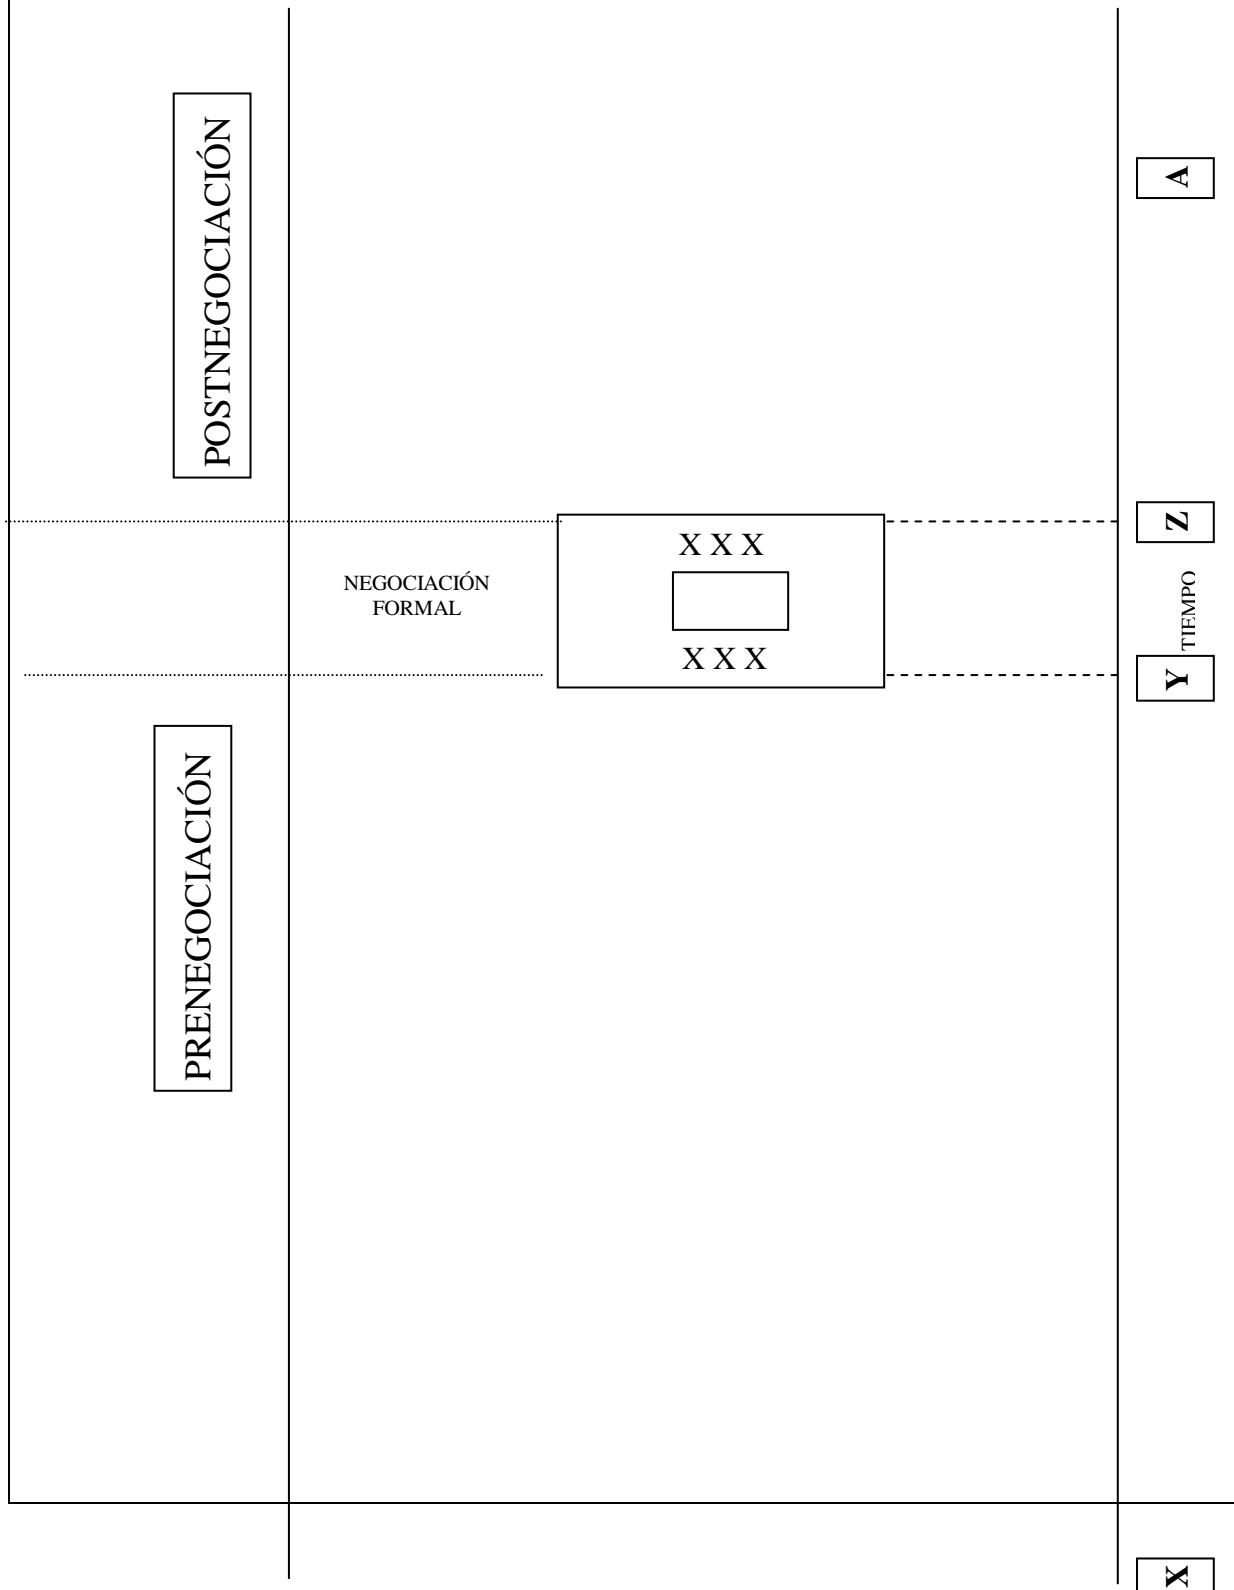 POSTNEGOCIACIÓN
A
X X X
Z
NEGOCIACIÓN
FORMAL
TIEMPO
X X X
Y
PRENEGOCIACIÓN
X